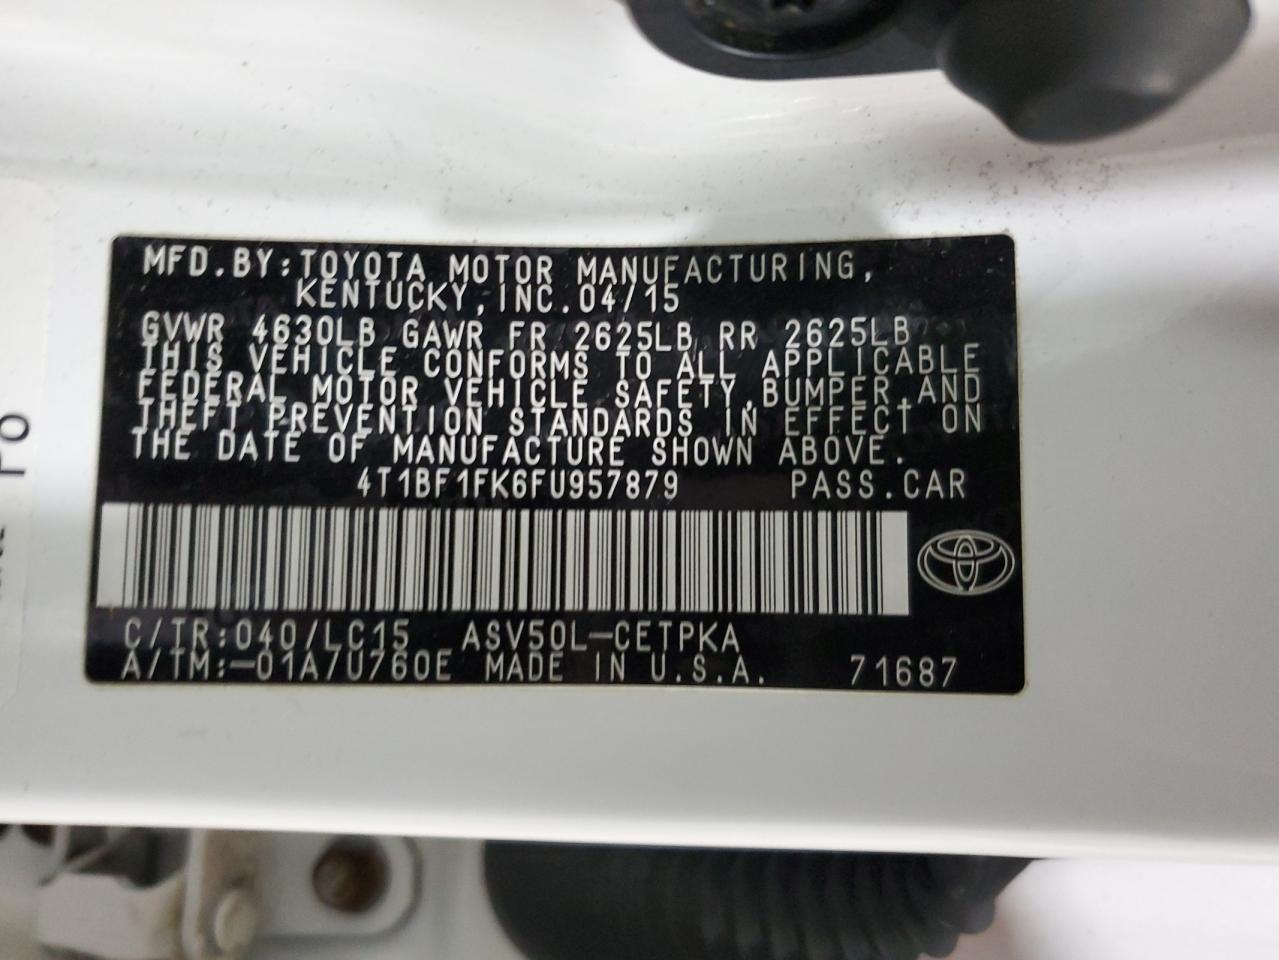 MFD.BY:TOYOTA MOTOR MANUFACTURING,
KENTUCKY,INC.04/15
GVWR 4630LB GAWR FR 2625LB RR 2625LB
THIS VEHICLE CONFORMS TO ALL APPLICABLE
FEDERAL MOTOR VEHICLE SAFETY,BUMPER,AND
THEFT PREVENTION STANDARDS IN EFFECT ON
THE DATE OF MANUFACTURE SHOWN ABOVE.
4T1BF1FK6FU957879 PASS.CAR
C/TR:040/LC15 ASV50L-CETPKA
A/TM:-01A7U760E MADE IN U.S.A. 71687
PO